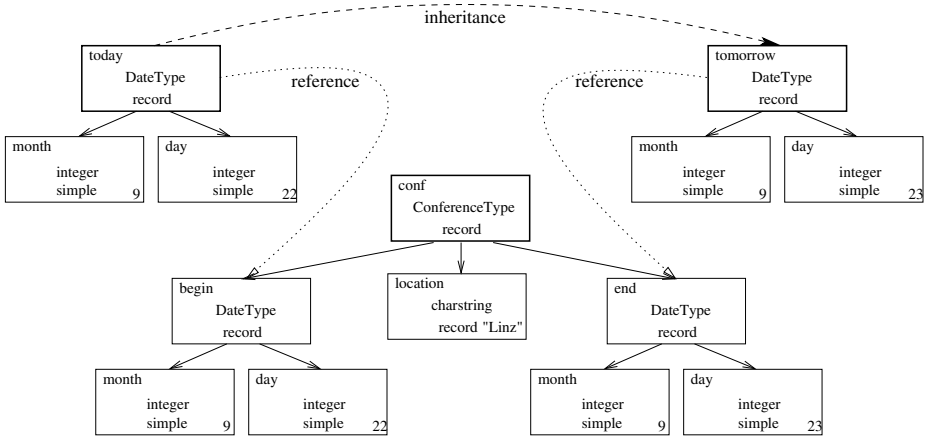 inheritance
today
DateType
record
reference
reference
tomorrow
DateType
record
month
integer
simple 9
day
integer
simple 22
month
integer
simple 9
day
integer
simple 23
conf
ConferenceType
record
begin
DateType
record
location
charstring
record "Linz"
end
DateType
record
month
integer
simple 9
day
integer
simple 22
month
integer
simple 9
day
integer
simple 23